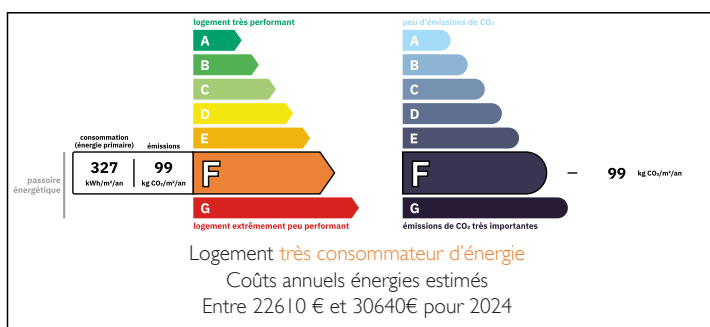 logement très performant
A
B
C
D
E
F
G
logement extrêmement peu performant
consommation
(énergie primaire)
émissions
327
kWh/m²/an
99
kg CO₂/m²/an
passoire
énergétique
peu d'émissions de CO₂
A
B
C
D
E
F
G
99 kg CO₂/m²/an
émissions de CO₂ très importantes
Logement très consommateur d'énergie
Coûts annuels énergies estimés
Entre 22610 € et 30640€ pour 2024